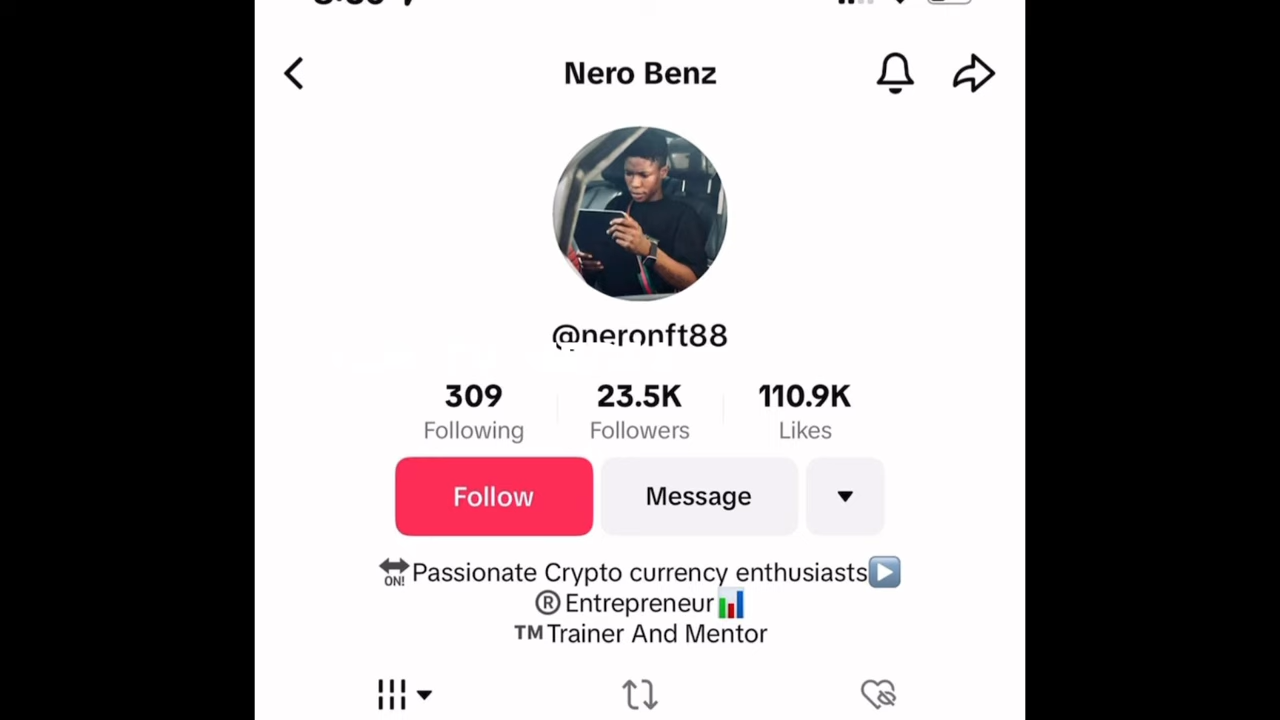 Nero Benz
@neronft88
309 23.5K 110.9K
Following Followers Likes
Follow Message
ON! Passionate Crypto currency enthusiasts
®Entrepreneur
™Trainer And Mentor